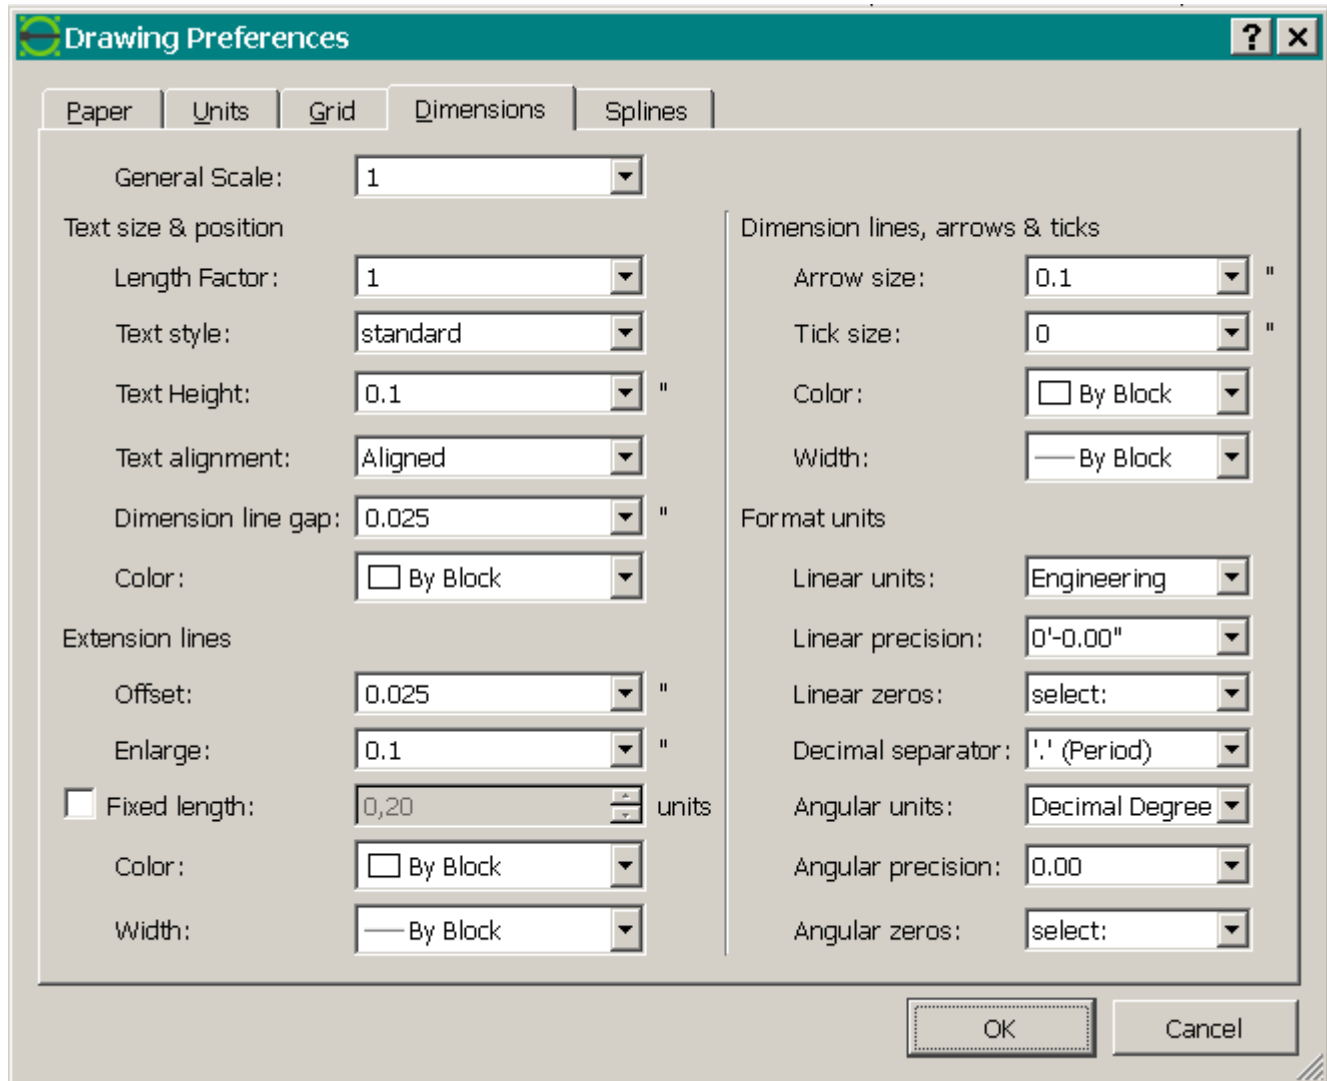 Drawing Preferences
Paper Units Grid Dimensions Splines
General Scale: 1
Text size & position
Length Factor: 1
Text style: standard
Text Height: 0.1 "
Text alignment: Aligned
Dimension line gap: 0.025 "
Color: By Block
Extension lines
Offset: 0.025 "
Enlarge: 0.1 "
Fixed length: 0,20 units
Color: By Block
Width: By Block
Dimension lines, arrows & ticks
Arrow size: 0.1 "
Tick size: 0 "
Color: By Block
Width: By Block
Format units
Linear units: Engineering
Linear precision: 0'-0.00"
Linear zeros: select:
Decimal separator: '.' (Period)
Angular units: Decimal Degree
Angular precision: 0.00
Angular zeros: select:
OK Cancel